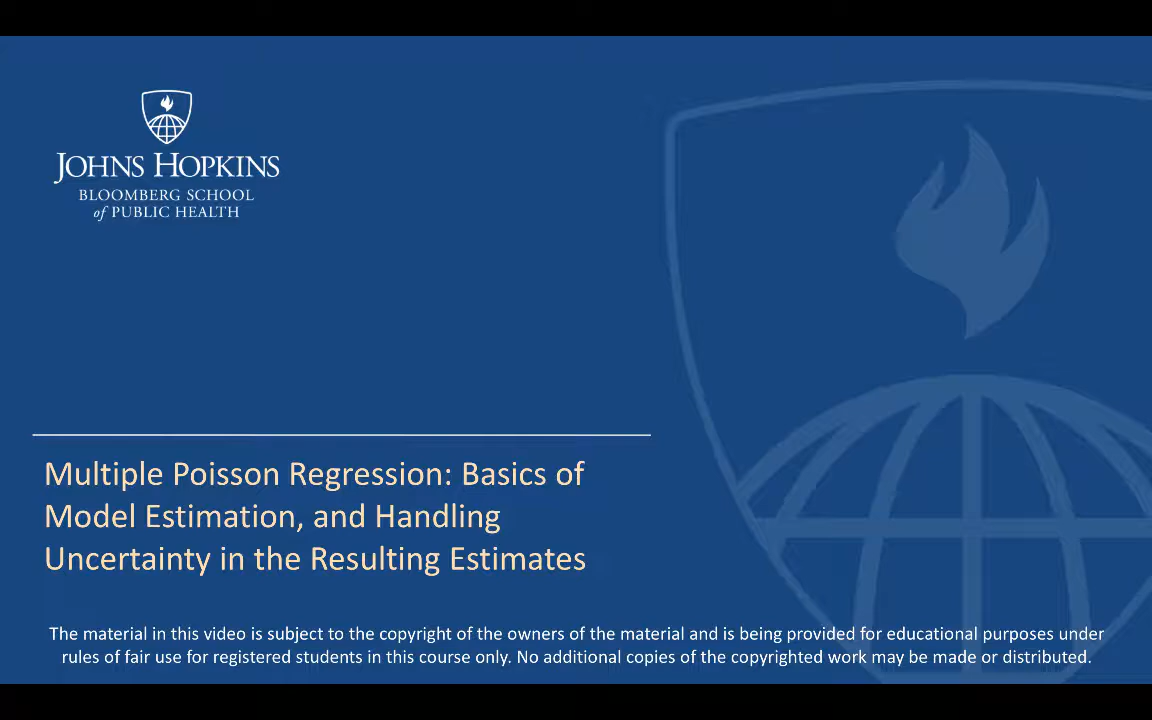 JOHNS HOPKINS
BLOOMBERG SCHOOL
of PUBLIC HEALTH
Multiple Poisson Regression: Basics of
Model Estimation, and Handling
Uncertainty in the Resulting Estimates
The material in this video is subject to the copyright of the owners of the material and is being provided for educational purposes under
rules of fair use for registered students in this course only. No additional copies of the copyrighted work may be made or distributed.